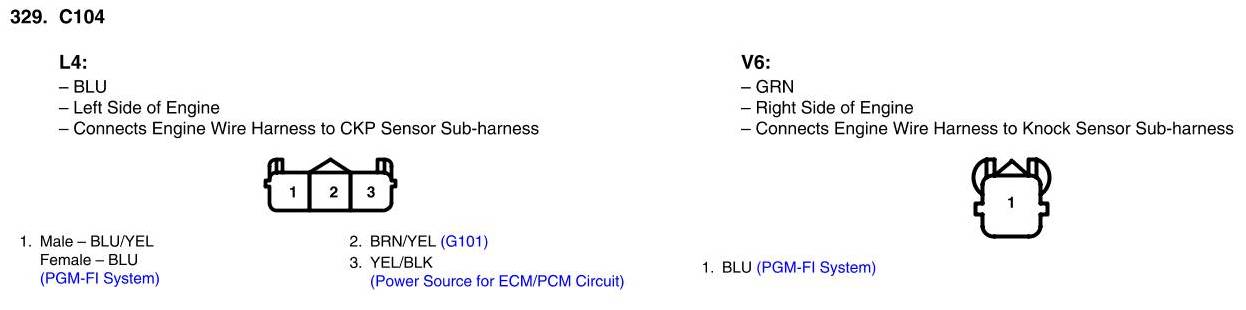 329. C104
L4:
– BLU
– Left Side of Engine
– Connects Engine Wire Harness to CKP Sensor Sub-harness
1 2 3
1. Male – BLU/YEL
Female – BLU
(PGM-FI System)
2. BRN/YEL (G101)
3. YEL/BLK
(Power Source for ECM/PCM Circuit)
V6:
– GRN
– Right Side of Engine
– Connects Engine Wire Harness to Knock Sensor Sub-harness
1
1. BLU (PGM-FI System)